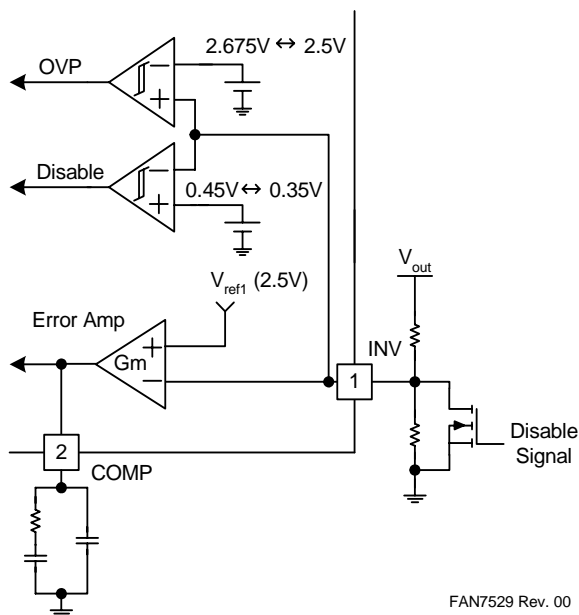 2.675V ↔ 2.5V
OVP
Disable
0.45V ↔ 0.35V
Vout
Vref1 (2.5V)
Error Amp
Gm
INV
1
Disable
Signal
2
COMP
FAN7529 Rev. 00